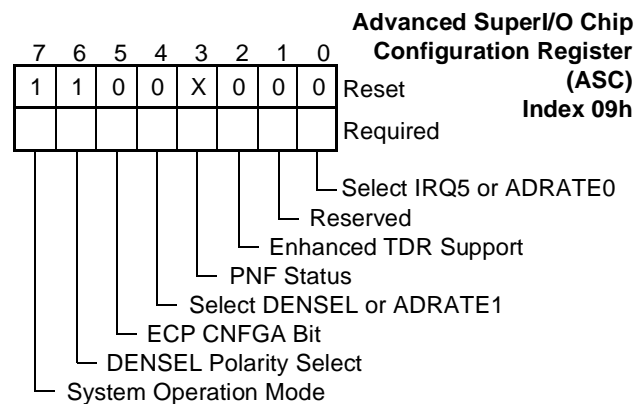 Advanced SuperI/O Chip
Configuration Register
(ASC)
Index 09h
7 6 5 4 3 2 1 0
1 1 0 0 X 0 0 0 Reset
Required
Select IRQ5 or ADRATE0
Reserved
Enhanced TDR Support
PNF Status
Select DENSEL or ADRATE1
ECP CNFGA Bit
DENSEL Polarity Select
System Operation Mode